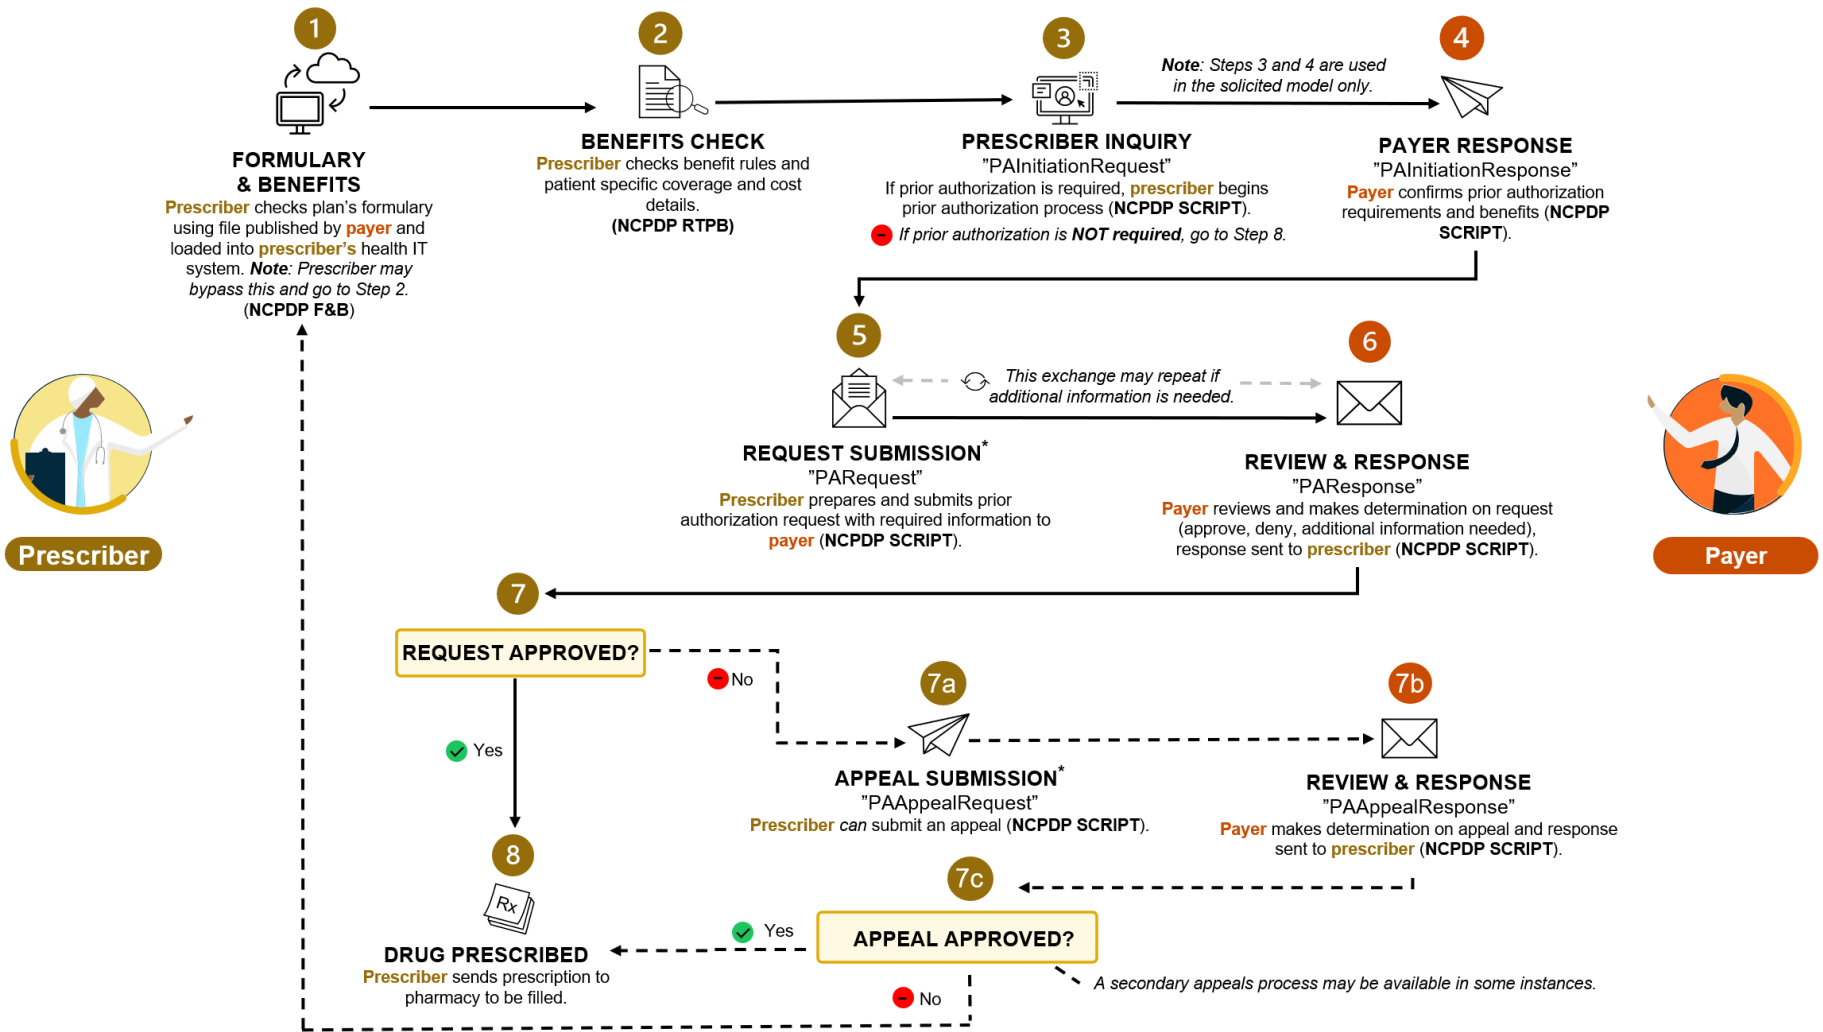 1
FORMULARY
& BENEFITS
Prescriber checks plan's formulary
using file published by payer and
loaded into prescriber's health IT
system. Note: Prescriber may
bypass this and go to Step 2.
(NCPDP F&B)
2
BENEFITS CHECK
Prescriber checks benefit rules and
patient specific coverage and cost
details.
(NCPDP RTPB)
3
PRESCRIBER INQUIRY
”PAInitiationRequest”
If prior authorization is required, prescriber begins
prior authorization process (NCPDP SCRIPT).
If prior authorization is NOT required, go to Step 8.
Note: Steps 3 and 4 are used
in the solicited model only.
4
PAYER RESPONSE
”PAInitiationResponse”
Payer confirms prior authorization
requirements and benefits (NCPDP
SCRIPT).
5
REQUEST SUBMISSION*
”PARequest”
Prescriber prepares and submits prior
authorization request with required information to
payer (NCPDP SCRIPT).
This exchange may repeat if
additional information is needed.
6
REVIEW & RESPONSE
”PAResponse”
Payer reviews and makes determination on request
(approve, deny, additional information needed),
response sent to prescriber (NCPDP SCRIPT).
Prescriber
Payer
7
REQUEST APPROVED?
No
Yes
7a
APPEAL SUBMISSION*
”PAAppealRequest”
Prescriber can submit an appeal (NCPDP SCRIPT).
7b
REVIEW & RESPONSE
”PAAppealResponse”
Payer makes determination on appeal and response
sent to prescriber (NCPDP SCRIPT).
7c
APPEAL APPROVED?
Yes
No
A secondary appeals process may be available in some instances.
8
Rx
DRUG PRESCRIBED
Prescriber sends prescription to
pharmacy to be filled.